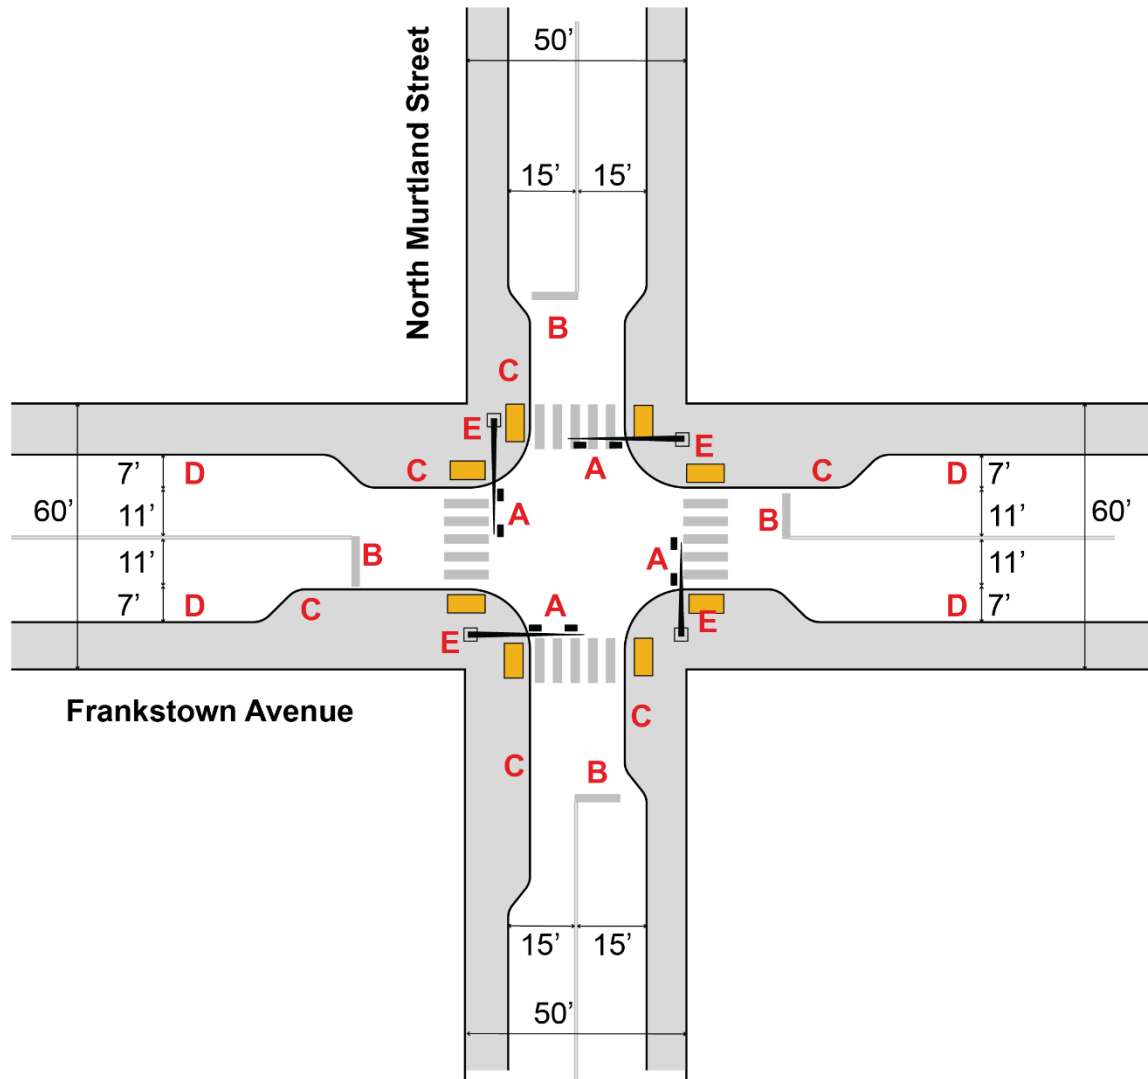 50’
North Murtland Street
15’ 15’
B
C
E E
C A C
7’ D D 7’
60’ 11’ A B 11’ 60’
11’ B A 11’
7’ D C A E D 7’
E
Frankstown Avenue
C
C
B
15’ 15’
50’